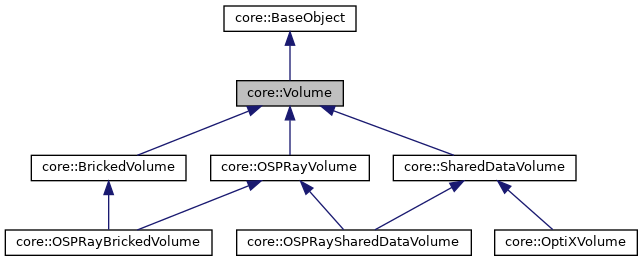 core::BaseObject
core::Volume
core::BrickedVolume
core::OSPRayVolume
core::SharedDataVolume
core::OSPRayBrickedVolume
core::OSPRaySharedDataVolume
core::OptiXVolume